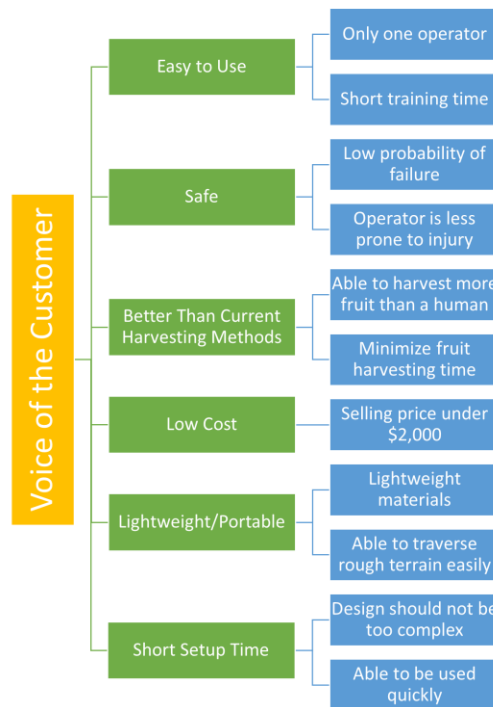 Voice of the Customer
Easy to Use
Only one operator
Short training time
Safe
Low probability of
failure
Operator is less
prone to injury
Better Than Current
Harvesting Methods
Able to harvest more
fruit than a human
Minimize fruit
harvesting time
Low Cost
Selling price under
$2,000
Lightweight/Portable
Lightweight
materials
Able to traverse
rough terrain easily
Short Setup Time
Design should not be
too complex
Able to be used
quickly